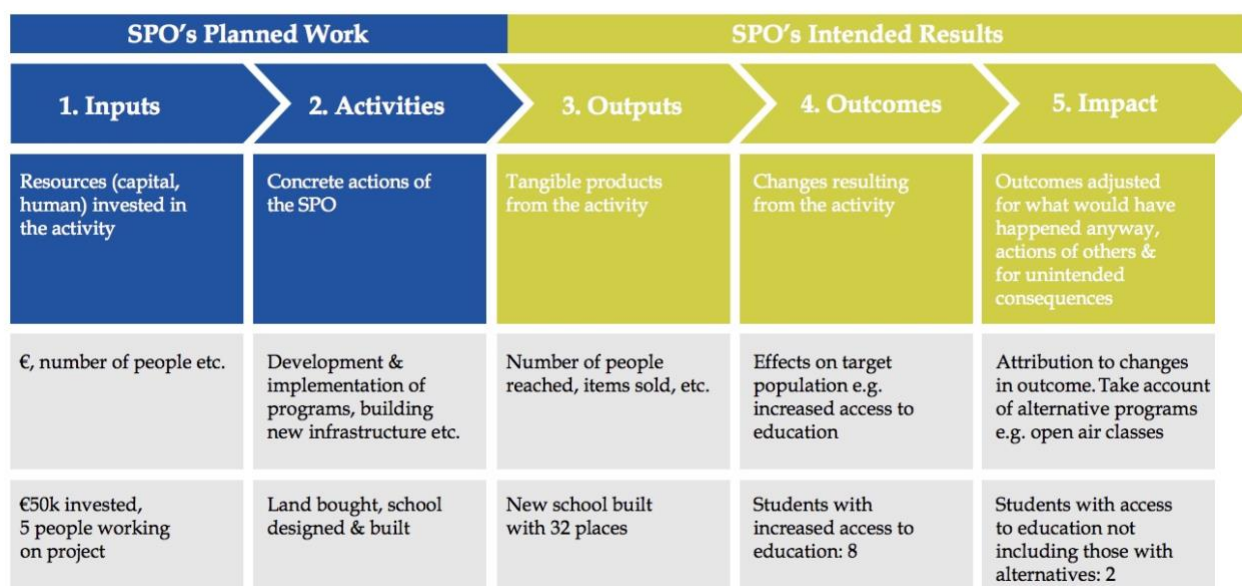 SPO's Planned Work
SPO's Intended Results
1. Inputs
2. Activities
3. Outputs
4. Outcomes
5. Impact
Resources (capital,
human) invested in
the activity
Concrete actions of
the SPO
Tangible products
from the activity
Changes resulting
from the activity
Outcomes adjusted
for what would have
happened anyway,
actions of others &
for unintended
consequences
€, number of people etc.
Development &
implementation of
programs, building
new infrastructure etc.
Number of people
reached, items sold, etc.
Effects on target
population e.g.
increased access to
education
Attribution to changes
in outcome. Take account
of alternative programs
e.g. open air classes
€50k invested,
5 people working
on project
Land bought, school
designed & built
New school built
with 32 places
Students with
increased access to
education: 8
Students with access
to education not
including those with
alternatives: 2